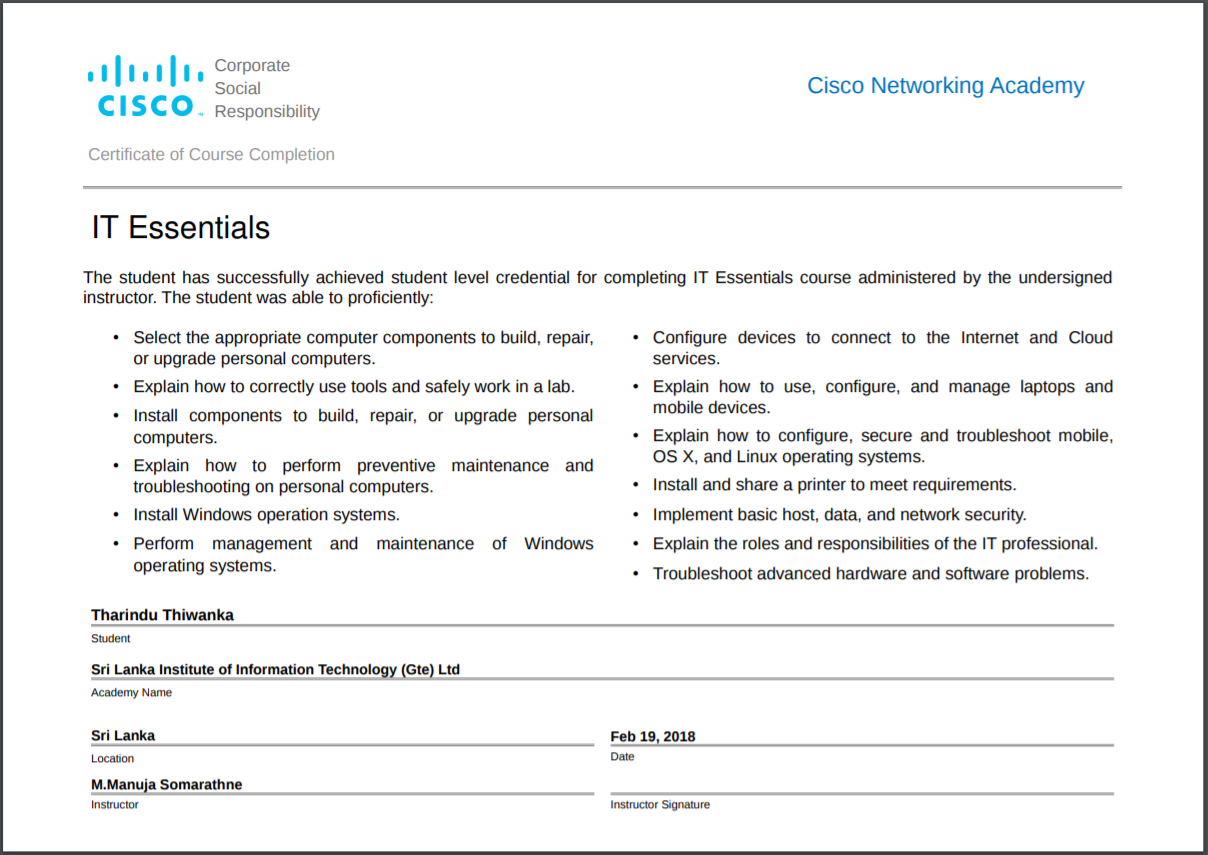 Corporate
Social
Responsibility
CISCO™
Cisco Networking Academy
Certificate of Course Completion
IT Essentials
The student has successfully achieved student level credential for completing IT Essentials course administered by the undersigned
instructor. The student was able to proficiently:
• Select the appropriate computer components to build, repair,
or upgrade personal computers.
• Explain how to correctly use tools and safely work in a lab.
• Install components to build, repair, or upgrade personal
computers.
• Explain how to perform preventive maintenance and
troubleshooting on personal computers.
• Install Windows operation systems.
• Perform management and maintenance of Windows
operating systems.
• Configure devices to connect to the Internet and Cloud
services.
• Explain how to use, configure, and manage laptops and
mobile devices.
• Explain how to configure, secure and troubleshoot mobile,
OS X, and Linux operating systems.
• Install and share a printer to meet requirements.
• Implement basic host, data, and network security.
• Explain the roles and responsibilities of the IT professional.
• Troubleshoot advanced hardware and software problems.
Tharindu Thiwanka
Student
Sri Lanka Institute of Information Technology (Gte) Ltd
Academy Name
Sri Lanka
Location
Feb 19, 2018
Date
M.Manuja Somarathne
Instructor
Instructor Signature